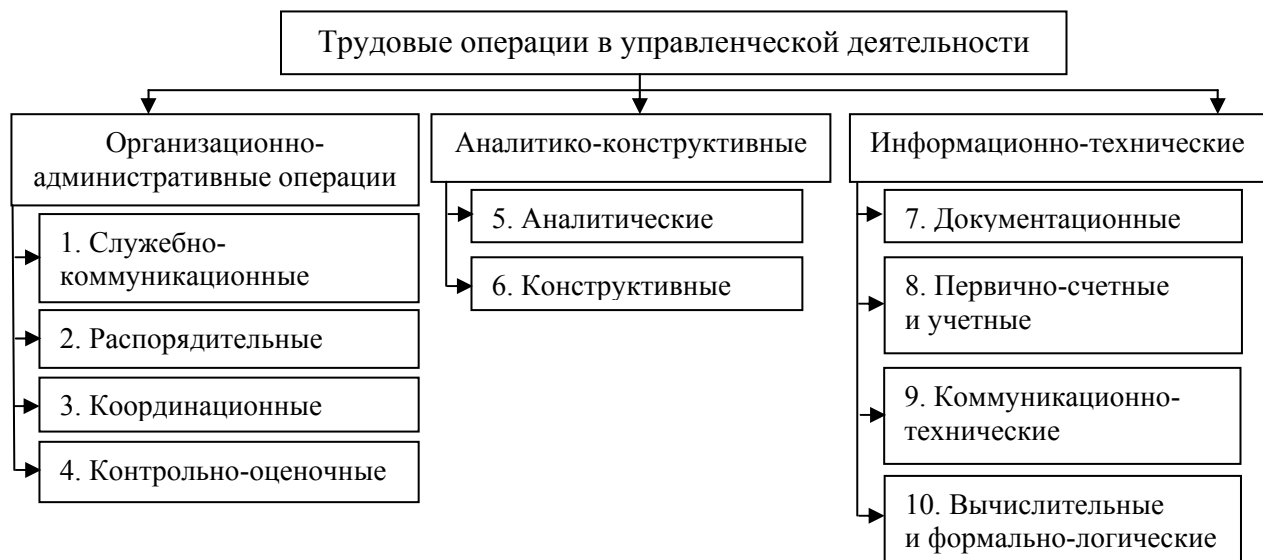 Трудовые операции в управленческой деятельности
Организационно-
административные операции
1. Служебно-
коммуникационные
2. Распорядительные
3. Координационные
4. Контрольно-оценочные
Аналитико-конструктивные
5. Аналитические
6. Конструктивные
Информационно-технические
7. Документационные
8. Первично-счетные
и учетные
9. Коммуникационно-
технические
10. Вычислительные
и формально-логические